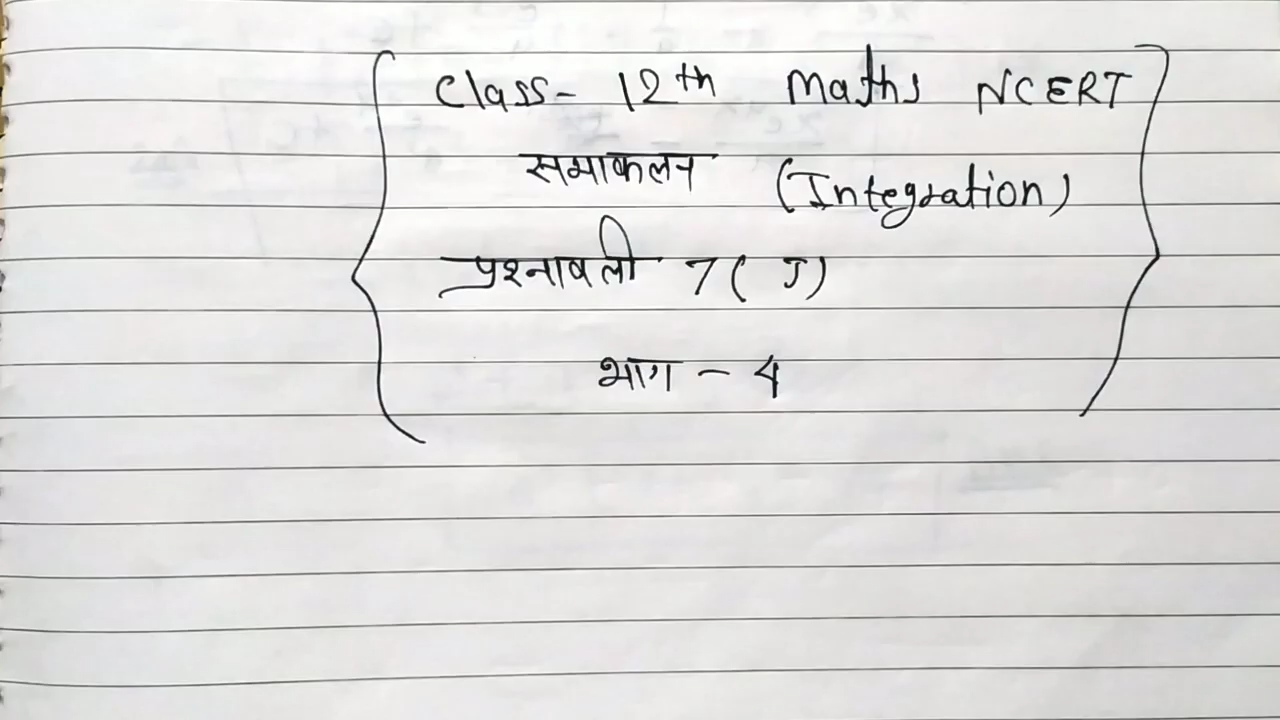 Class- 12th Maths NCERT
समाकलन (Integration)
प्रश्नावली 7 ( J )
भाग - 4